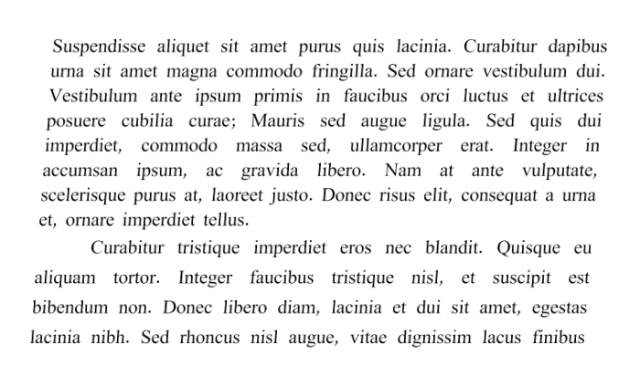 Suspendisse aliquet sit amet purus quis lacinia. Curabitur dapibus
urna sit amet magna commodo fringilla. Sed ornare vestibulum dui.
Vestibulum ante ipsum primis in faucibus orci luctus et ultrices
posuere cubilia curae; Mauris sed augue ligula. Sed quis dui
imperdiet, commodo massa sed, ullamcorper erat. Integer in
accumsan ipsum, ac gravida libero. Nam at ante vulputate,
scelerisque purus at, laoreet justo. Donec risus elit, consequat a urna
et, ornare imperdiet tellus.
Curabitur tristique imperdiet eros nec blandit. Quisque eu
aliquam tortor. Integer faucibus tristique nisl, et suscipit est
bibendum non. Donec libero diam, lacinia et dui sit amet, egestas
lacinia nibh. Sed rhoncus nisl augue, vitae dignissim lacus finibus